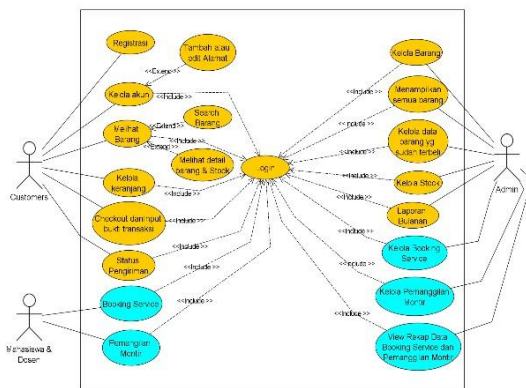 Registrasi
Tambah atau
edit Alamat
<<Extend>>
Kelola akun
<<Include >>
Search
Barang
Melihat
Barang
<<Extend >>
<<Extend>>
<<Include >>
Melihat detail
barang & Stock
Login
Kelola
keranjang
<<Include >>
Customers
Checkout dan input
bukti transaksi
<<Include >>
Status
Pengiriman
<<Include >>
Booking Service
<<Include >>
Mahasiswa &
Dosen
Pemanggilan
Montir
<<Include >>
Kelola Barang
<<Include >>
Menampilkan
semua barang
<<Include >>
Kelola data
barang yg
sudah terbeli
<<Include >>
Kelola Stock
<<Include >>
Admin
Laporan
Bulanan
<<Include >>
Kelola Booking
Service
<<Include >>
Kelola Pemanggilan
Montir
<<Include >>
View Rekap Data
Booking Service dan
Pemanggilan Montir
<<Include >>